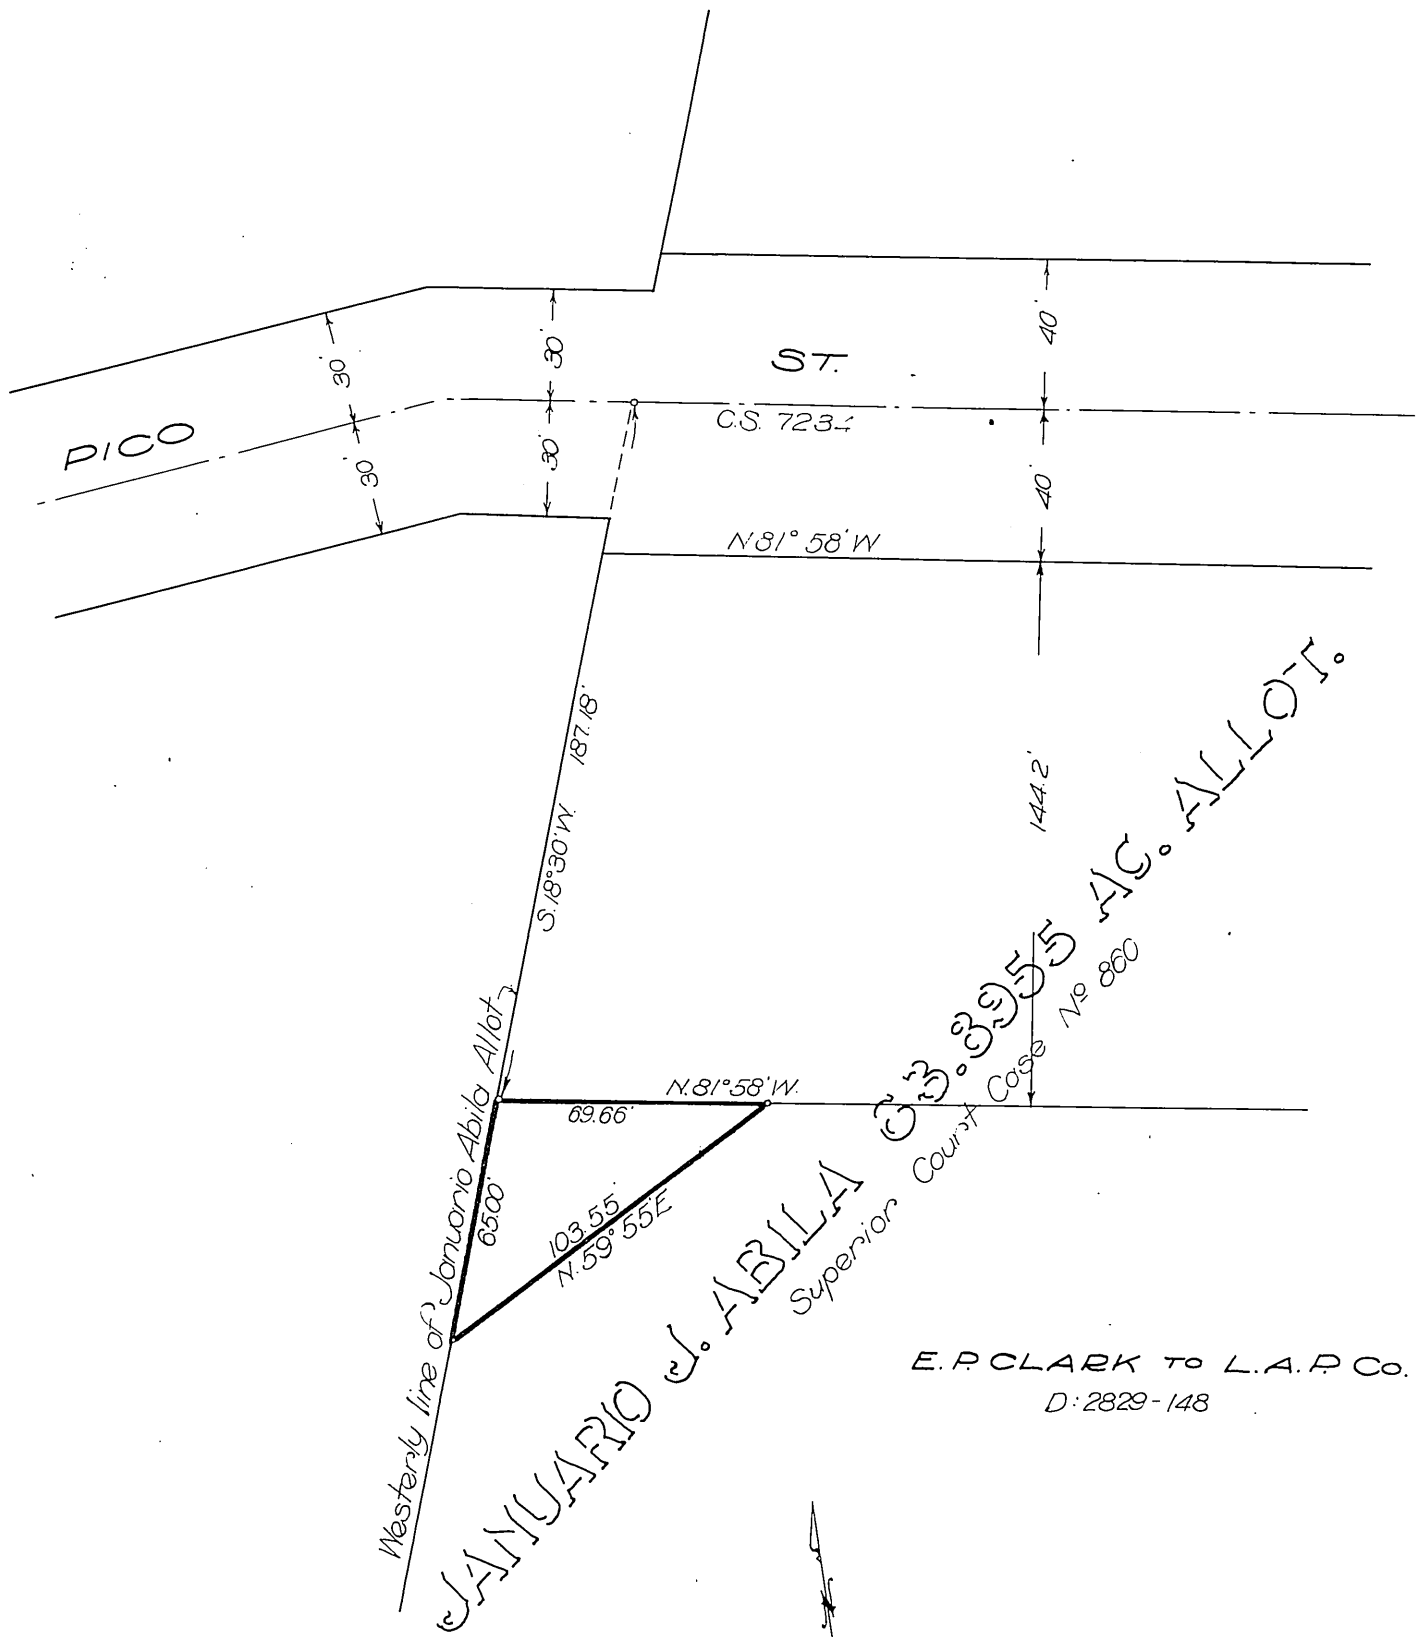 40'
30'
30'
ST.
PICO
C.S. 7234
30'
30'
40'
N81° 58' W
187.18'
S.18°30'W.
144.2'
JANUARIO J. ABILA 63.8955 AC. ALLOT.
Superior Court Case Nº 860
Westerly line of Januario Abila Allot.
N.81°58'W.
69.66'
65.00'
103.55'
N.59°55'E
E.P. CLARK TO L.A.P. Co.
D:2829-148